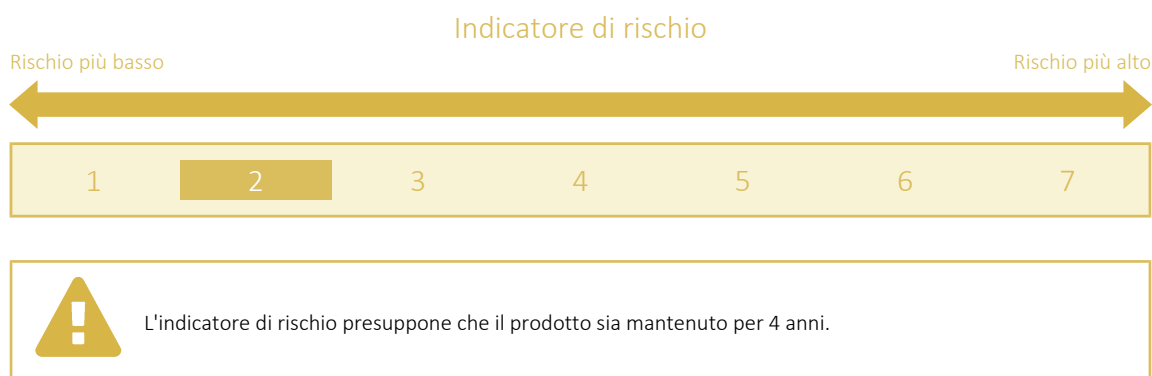 Indicatore di rischio
Rischio più basso Rischio più alto
1 2 3 4 5 6 7
L'indicatore di rischio presuppone che il prodotto sia mantenuto per 4 anni.